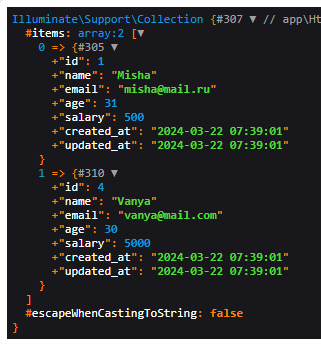 Illuminate\Support\Collection {#307 ▼ // app\Ht
#items: array:2 [▼
0 => {#305 ▼
+"id": 1
+"name": "Misha"
+"email": "misha@mail.ru"
+"age": 31
+"salary": 500
+"created_at": "2024-03-22 07:39:01"
+"updated_at": "2024-03-22 07:39:01"
}
1 => {#310 ▼
+"id": 4
+"name": "Vanya"
+"email": "vanya@mail.com"
+"age": 30
+"salary": 5000
+"created_at": "2024-03-22 07:39:01"
+"updated_at": "2024-03-22 07:39:01"
}
]
#escapeWhenCastingToString: false
}